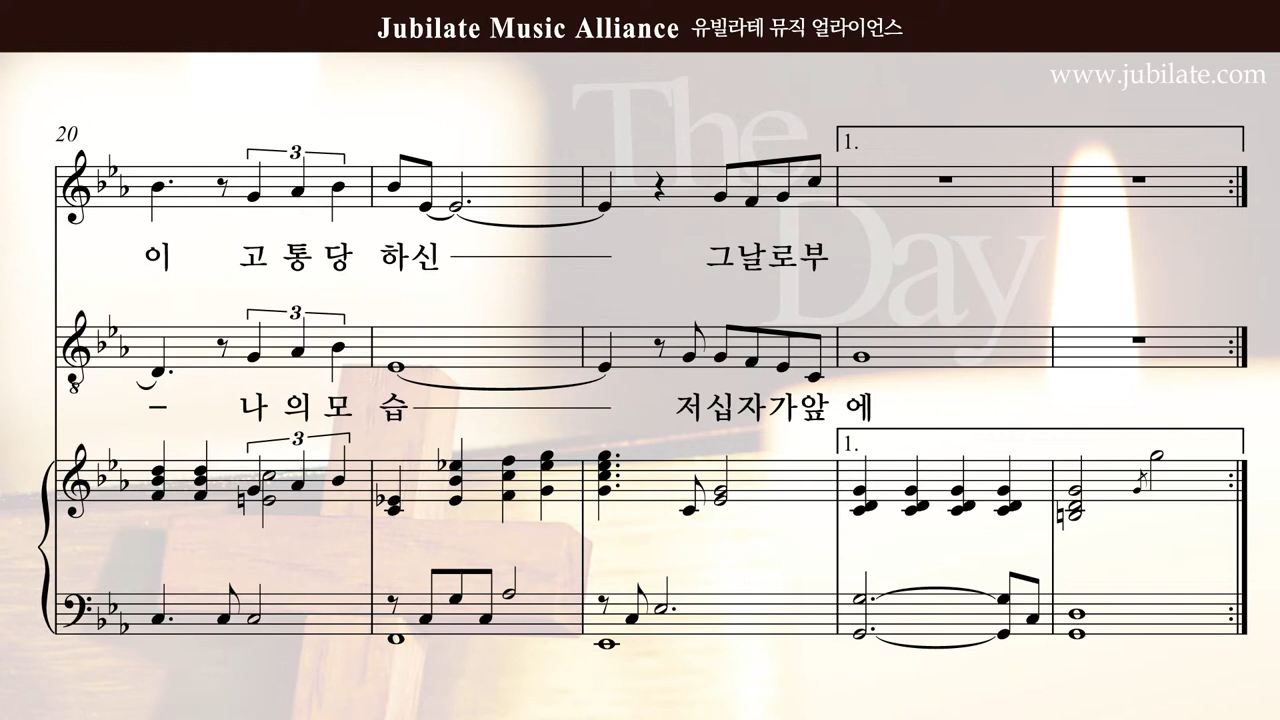 Jubilate Music Alliance 유빌라테 뮤직 얼라이언스
www.jubilate.com
The
Day
20
3
1.
이 고 통 당 하신 그날로부
3
– 나 의 모 습 저십자가앞 에
3
1.